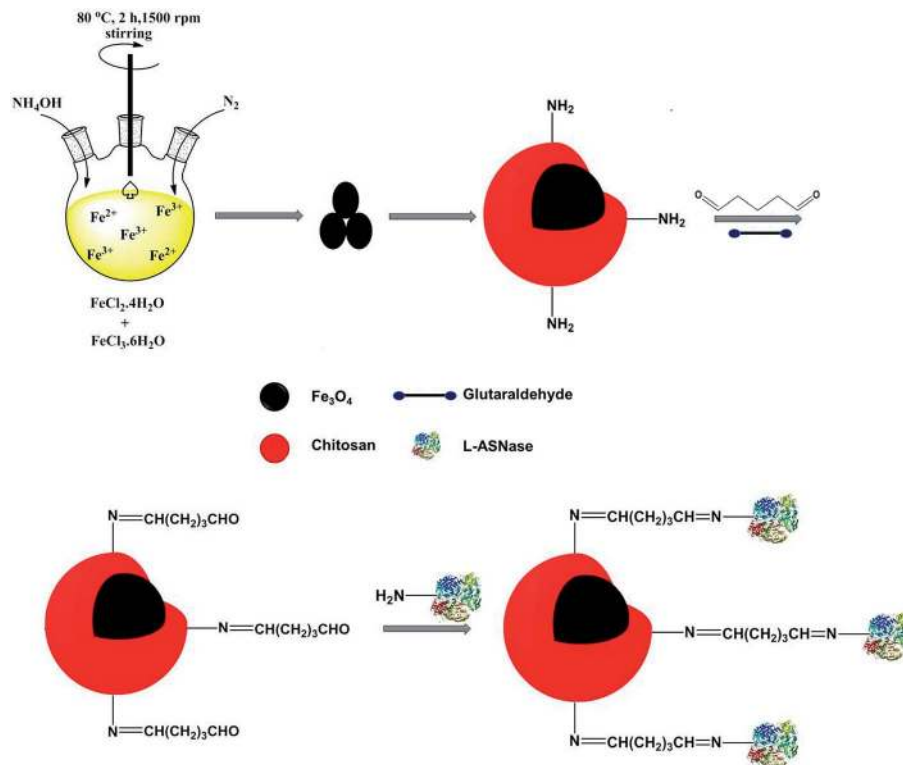 80 °C, 2 h,1500 rpm
stirring
NH₄OH
N₂
Fe²⁺
Fe³⁺
Fe³⁺
Fe³⁺
Fe²⁺
FeCl₂.4H₂O
+
FeCl₃.6H₂O
NH₂
NH₂
NH₂
O
O
Fe₃O₄
Glutaraldehyde
Chitosan
L-ASNase
N=CH(CH₂)₃CHO
N=CH(CH₂)₃CHO
N=CH(CH₂)₃CHO
H₂N
N=CH(CH₂)₃CH=N
N=CH(CH₂)₃CH=N
N=CH(CH₂)₃CH=N